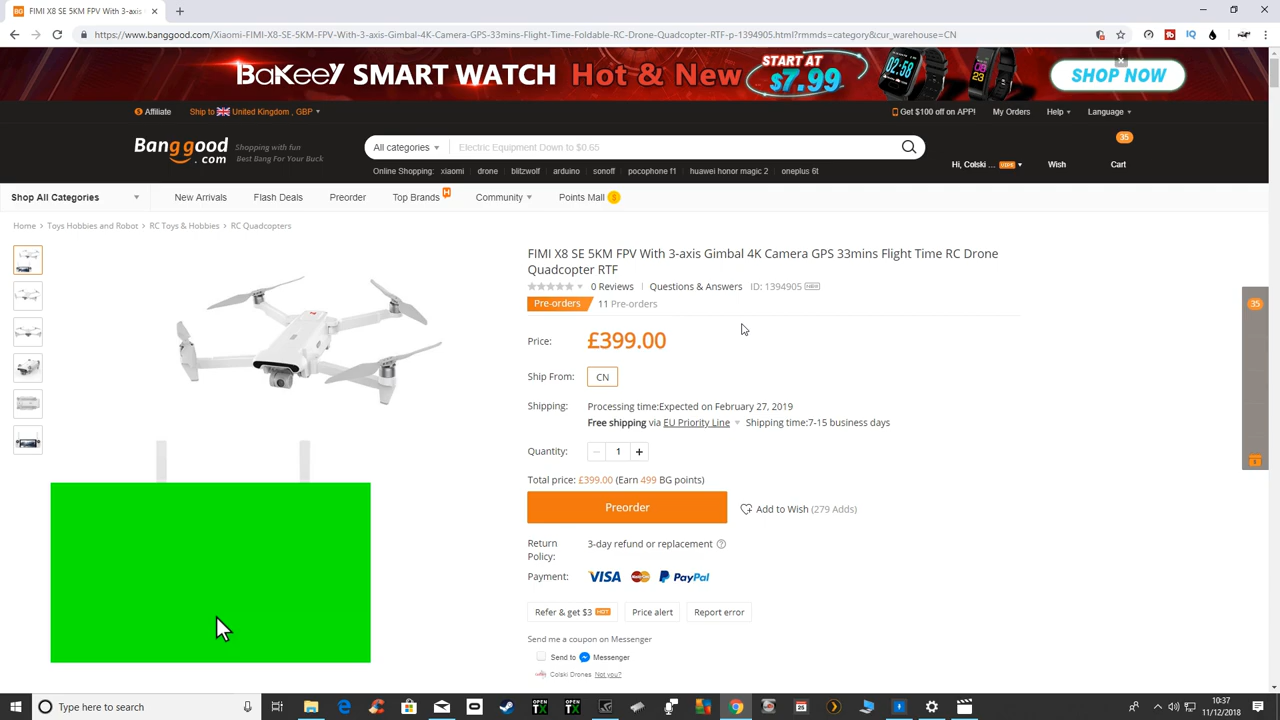 BG FIMI X8 SE 5KM FPV With 3-axis
https://www.banggood.com/Xiaomi-FIMI-X8-SE-5KM-FPV-With-3-axis-Gimbal-4K-Camera-GPS-33mins-Flight-Time-Foldable-RC-Drone-Quadcopter-RTF-p-1394905.html?rmmds=category&cur_warehouse=CN
BAKEEY SMART WATCH Hot & New START AT $7.99 SHOP NOW
02:58
Affiliate Ship to United Kingdom , GBP Get $100 off on APP! My Orders Help Language
Banggood.com Shopping with fun Best Bang For Your Buck
All categories Electric Equipment Down to $0.65
35
Hi, Colski ... Wish Cart
Online Shopping: xiaomi drone blitzwolf arduino sonoff pocophone f1 huawei honor magic 2 oneplus 6t
Shop All Categories New Arrivals Flash Deals Preorder Top Brands H Community Points Mall
Home > Toys Hobbies and Robot > RC Toys & Hobbies > RC Quadcopters
FIMI X8 SE 5KM FPV With 3-axis Gimbal 4K Camera GPS 33mins Flight Time RC Drone
Quadcopter RTF
0 Reviews Questions & Answers ID: 1394905
Pre-orders 11 Pre-orders
35
Price: £399.00
Ship From: CN
Shipping: Processing time:Expected on February 27, 2019
Free shipping via EU Priority Line Shipping time:7-15 business days
Quantity: 1
Total price: £399.00 (Earn 499 BG points)
Preorder Add to Wish (279 Adds)
Return
Policy: 3-day refund or replacement
Payment: VISA MasterCard PayPal
Refer & get $3 HOT Price alert Report error
Send me a coupon on Messenger
Send to Messenger
Colski Drones Not you?
Type here to search
10:37
11/12/2018